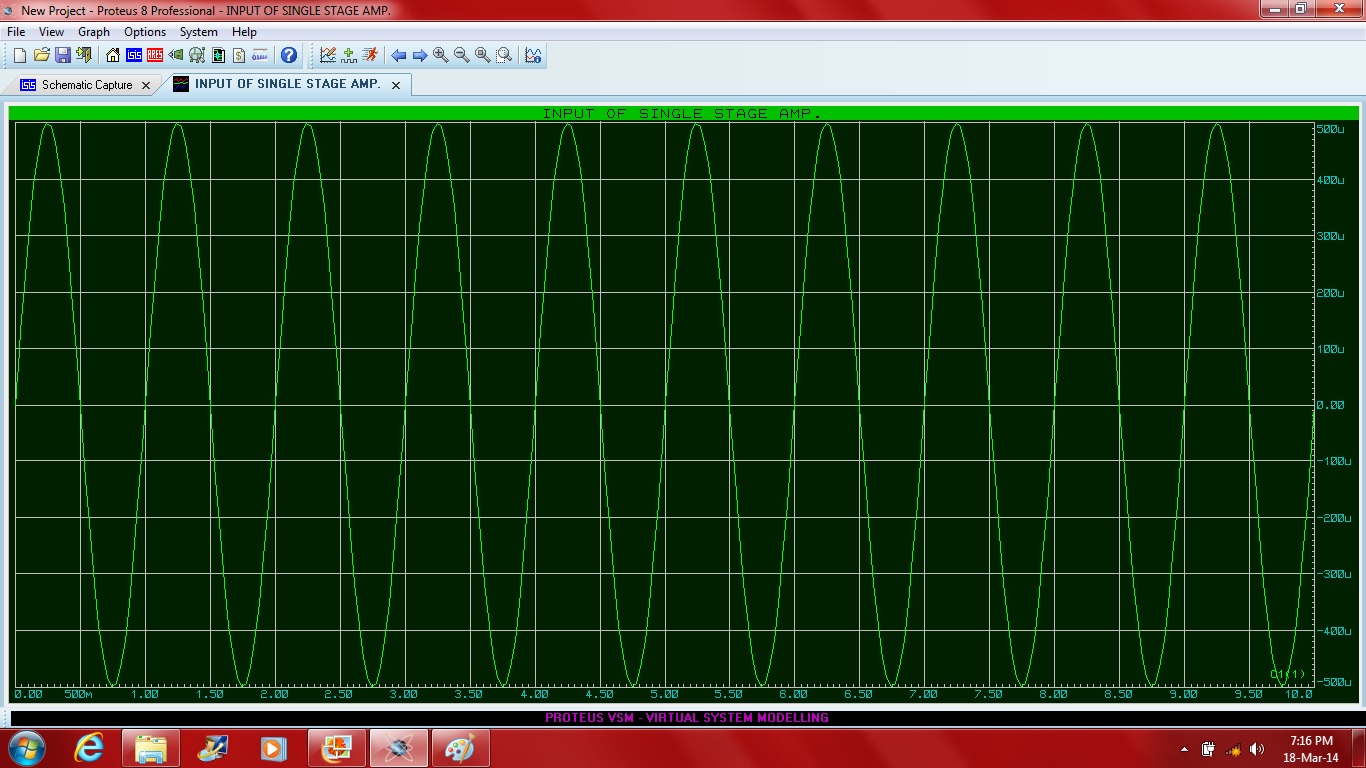 New Project - Proteus 8 Professional - INPUT OF SINGLE STAGE AMP.
File View Graph Options System Help
ISIS ARES $ ?
ISIS Schematic Capture INPUT OF SINGLE STAGE AMP.
INPUT OF SINGLE STAGE AMP.
500u
400u
300u
200u
100u
0.00
-100u
-200u
-300u
-400u
C1(1)
-500u
0.00 500m 1.00 1.50 2.00 2.50 3.00 3.50 4.00 4.50 5.00 5.50 6.00 6.50 7.00 7.50 8.00 8.50 9.00 9.50 10.0
PROTEUS VSM - VIRTUAL SYSTEM MODELLING
7:16 PM
18-Mar-14